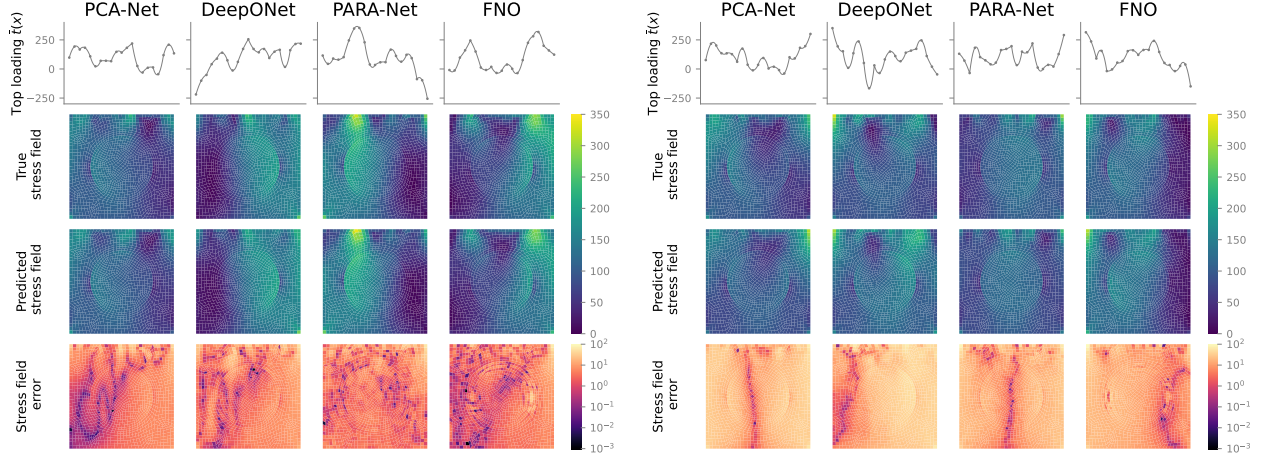 PCA-Net DeepONet PARA-Net FNO
Top loading t̄(x)
250
0
−250
True
stress field
350
300
250
200
150
100
50
0
Predicted
stress field
Stress field
error
10²
10¹
10⁰
10⁻¹
10⁻²
10⁻³
PCA-Net DeepONet PARA-Net FNO
Top loading t̄(x)
250
0
−250
True
stress field
350
300
250
200
150
100
50
0
Predicted
stress field
Stress field
error
10²
10¹
10⁰
10⁻¹
10⁻²
10⁻³